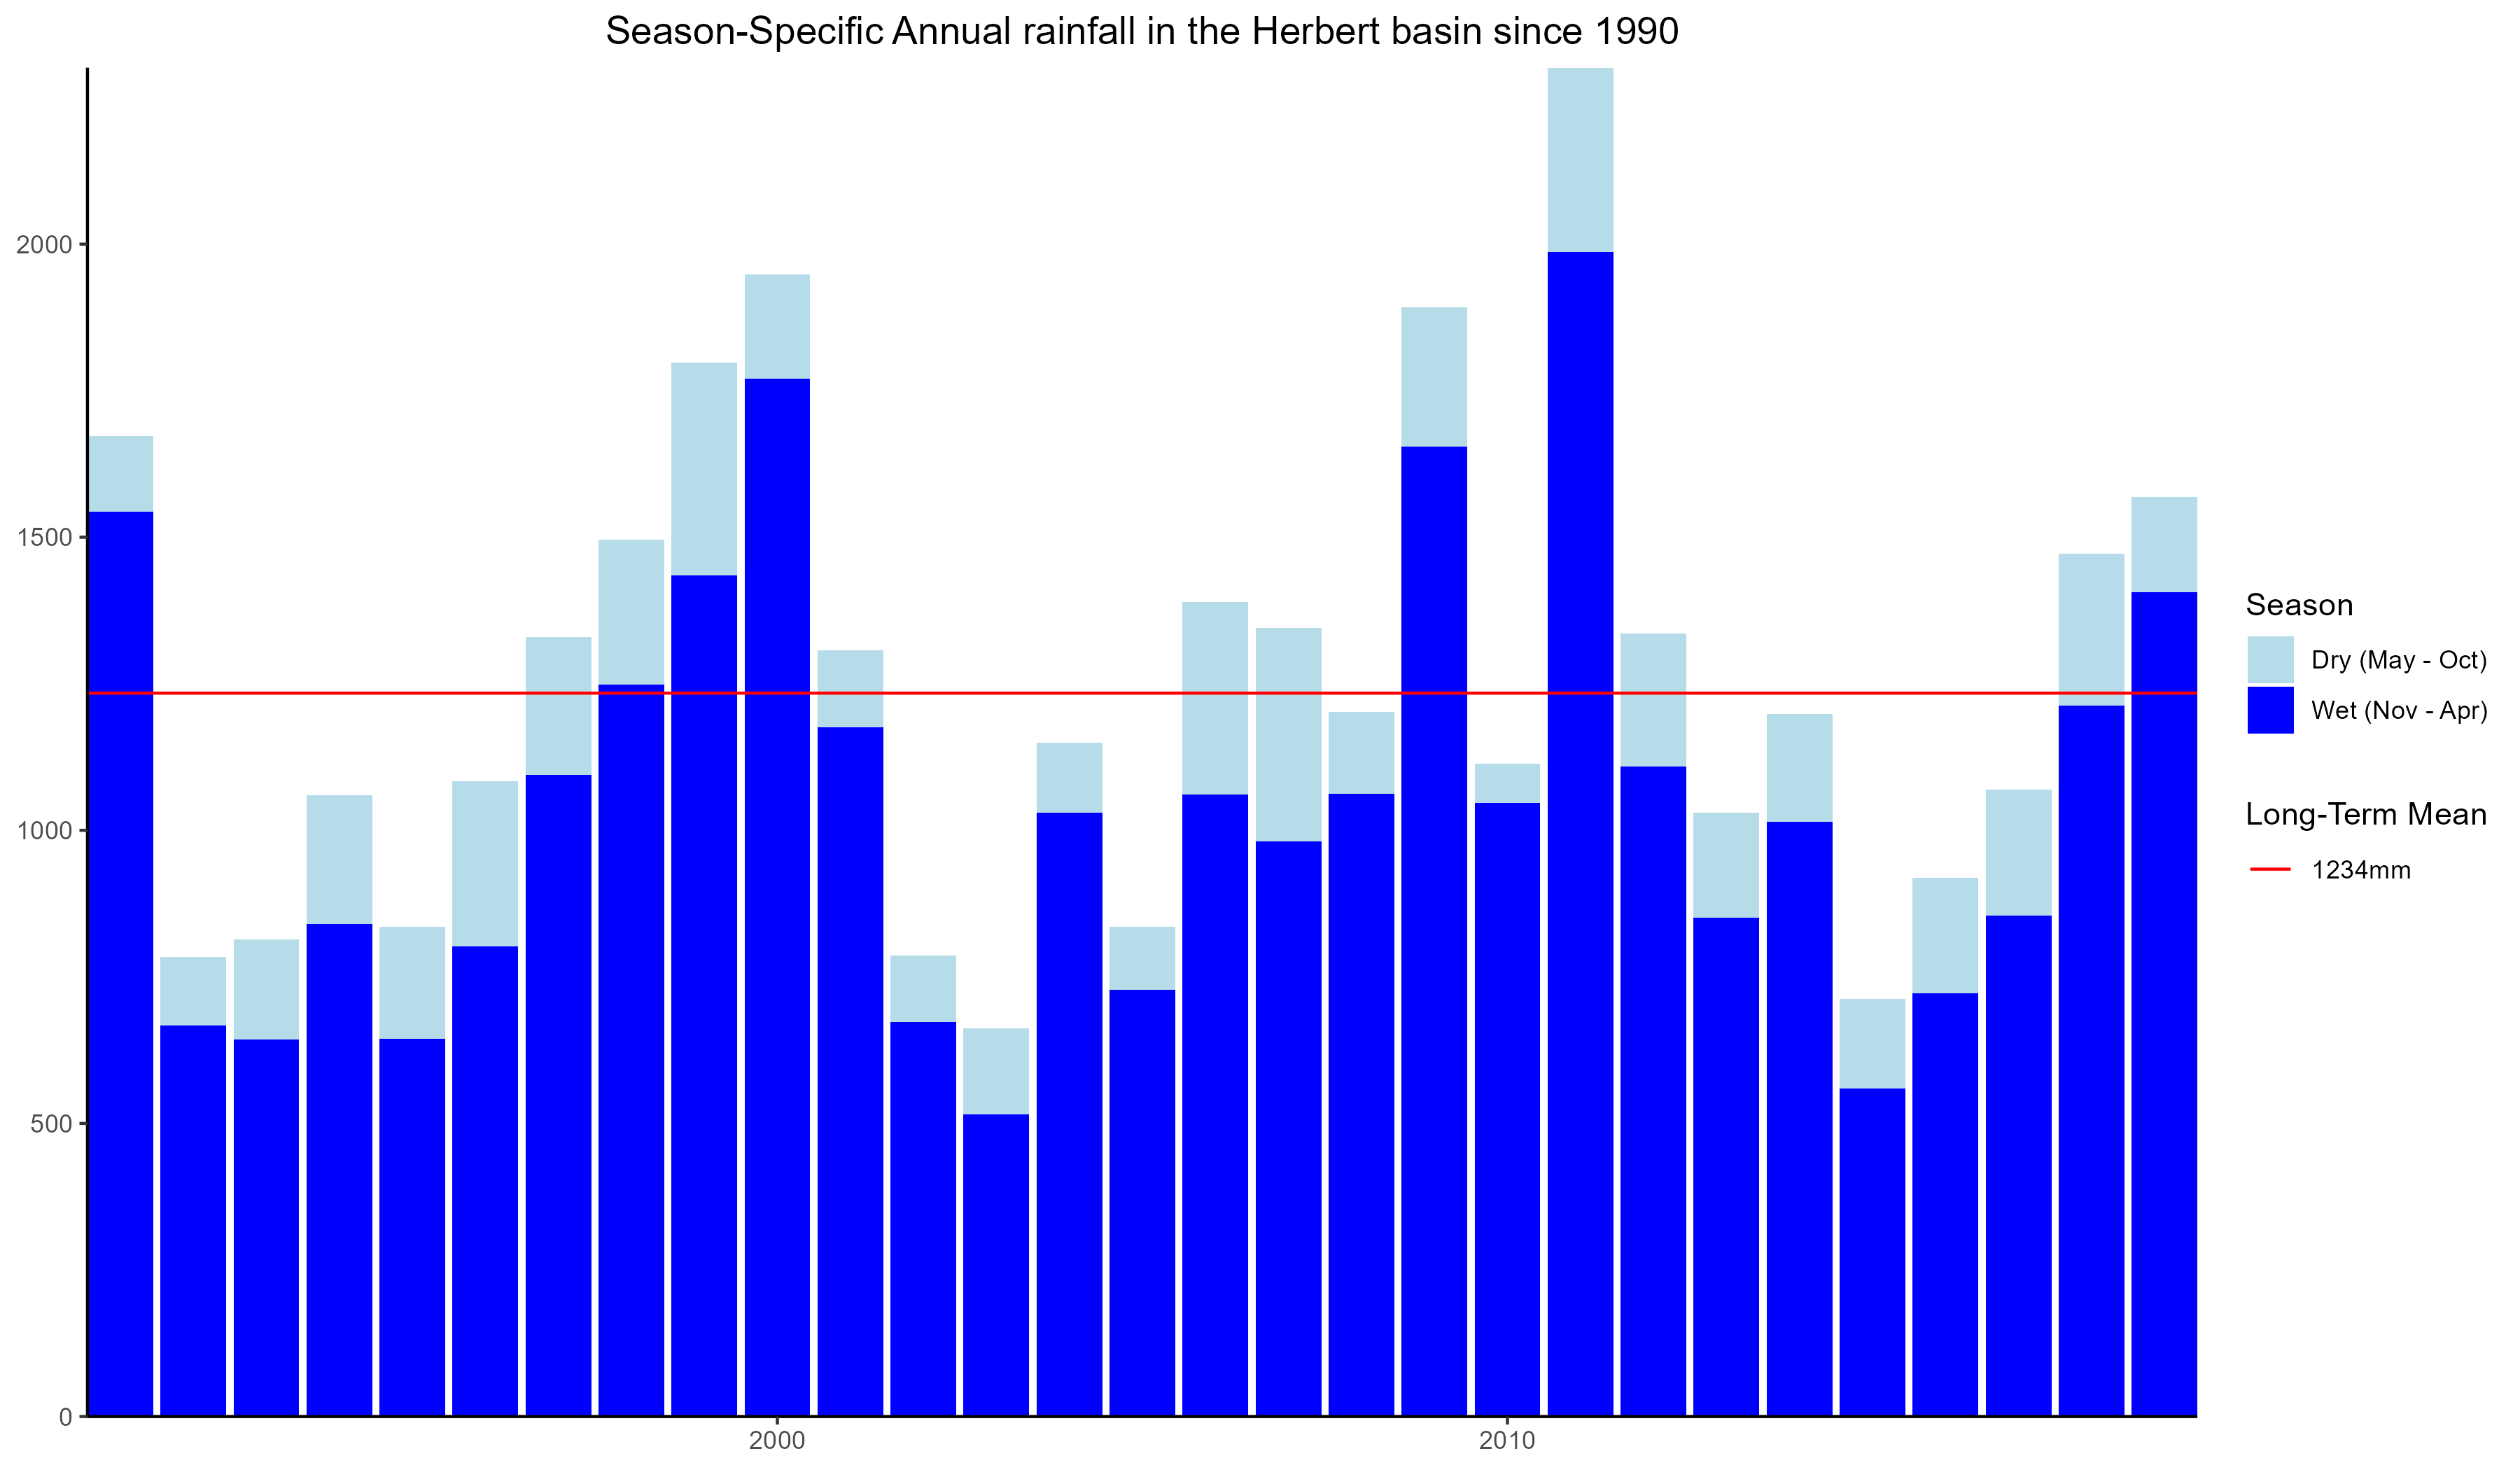 Season-Specific Annual rainfall in the Herbert basin since 1990
2000
1500
1000
500
0
2000
2010
Season
Dry (May - Oct)
Wet (Nov - Apr)
Long-Term Mean
1234mm